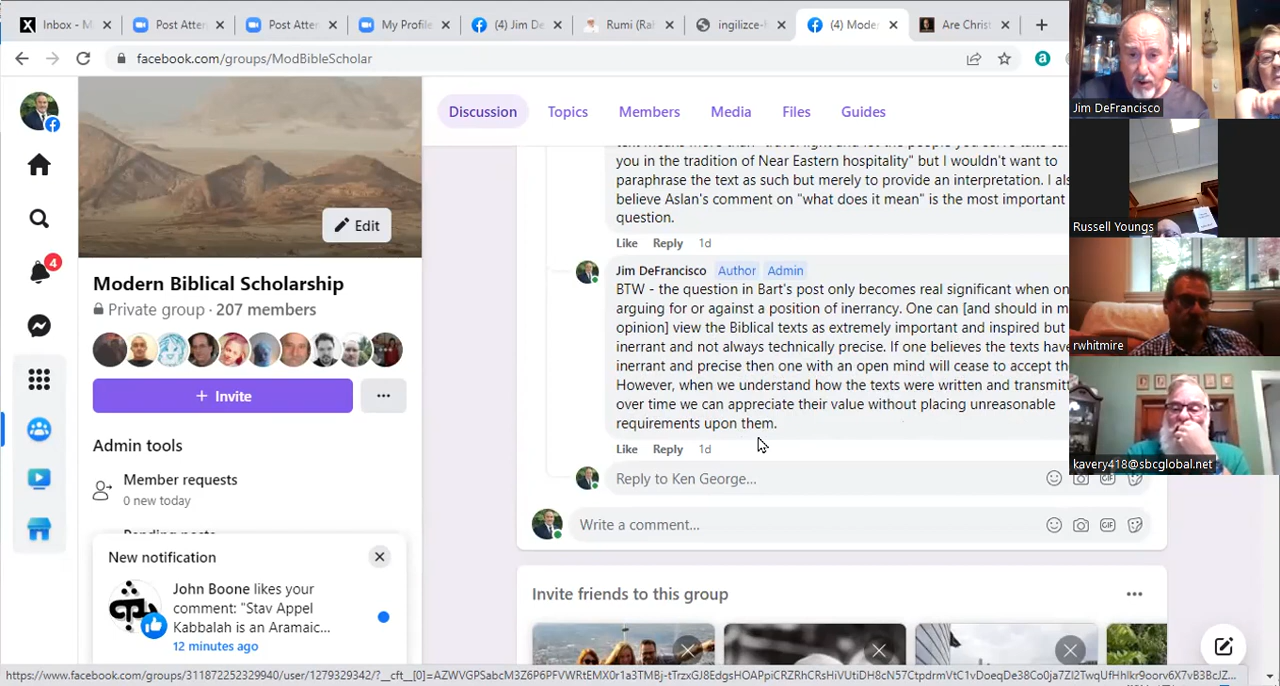 Inbox - M
Post Atter
Post Atter
My Profile
(4) Jim De
Rumi (Ral
ingilizce-
(4) Mode
Are Christ
facebook.com/groups/ModBibleScholar
Edit
Modern Biblical Scholarship
Private group · 207 members
+ Invite
Admin tools
Member requests
0 new today
New notification
John Boone likes your
comment: "Stav Appel
Kabbalah is an Aramaic...
12 minutes ago
4
Discussion
Topics
Members
Media
Files
Guides
you in the tradition of Near Eastern hospitality" but I wouldn't want to
paraphrase the text as such but merely to provide an interpretation. I als
believe Aslan's comment on "what does it mean" is the most important
question.
Like Reply 1d
Jim DeFrancisco Author Admin
BTW - the question in Bart's post only becomes real significant when on
arguing for or against a position of inerrancy. One can [and should in m
opinion] view the Biblical texts as extremely important and inspired but
inerrant and not always technically precise. If one believes the texts have
inerrant and precise then one with an open mind will cease to accept th
However, when we understand how the texts were written and transmit
over time we can appreciate their value without placing unreasonable
requirements upon them.
Like Reply 1d
Reply to Ken George...
GIF
Write a comment...
GIF
Invite friends to this group
Jim DeFrancisco
Russell Youngs
rwhitmire
kavery418@sbcglobal.net